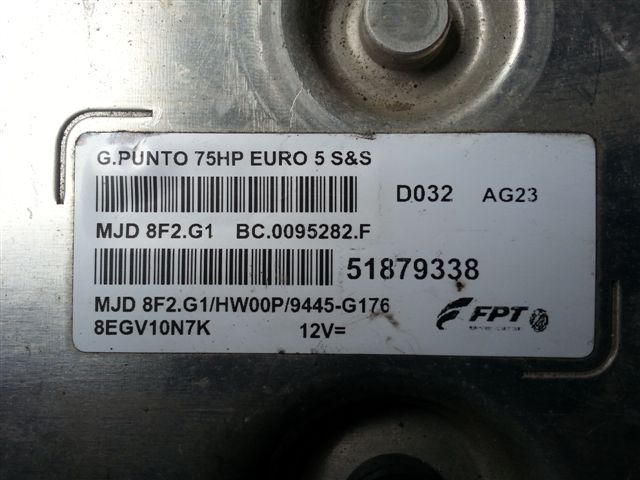 G.PUNTO 75HP EURO 5 S&S
D032 AG23
MJD 8F2.G1 BC.0095282.F
51879338
MJD 8F2.G1/HW00P/9445-G176
8EGV10N7K 12V=
FPT